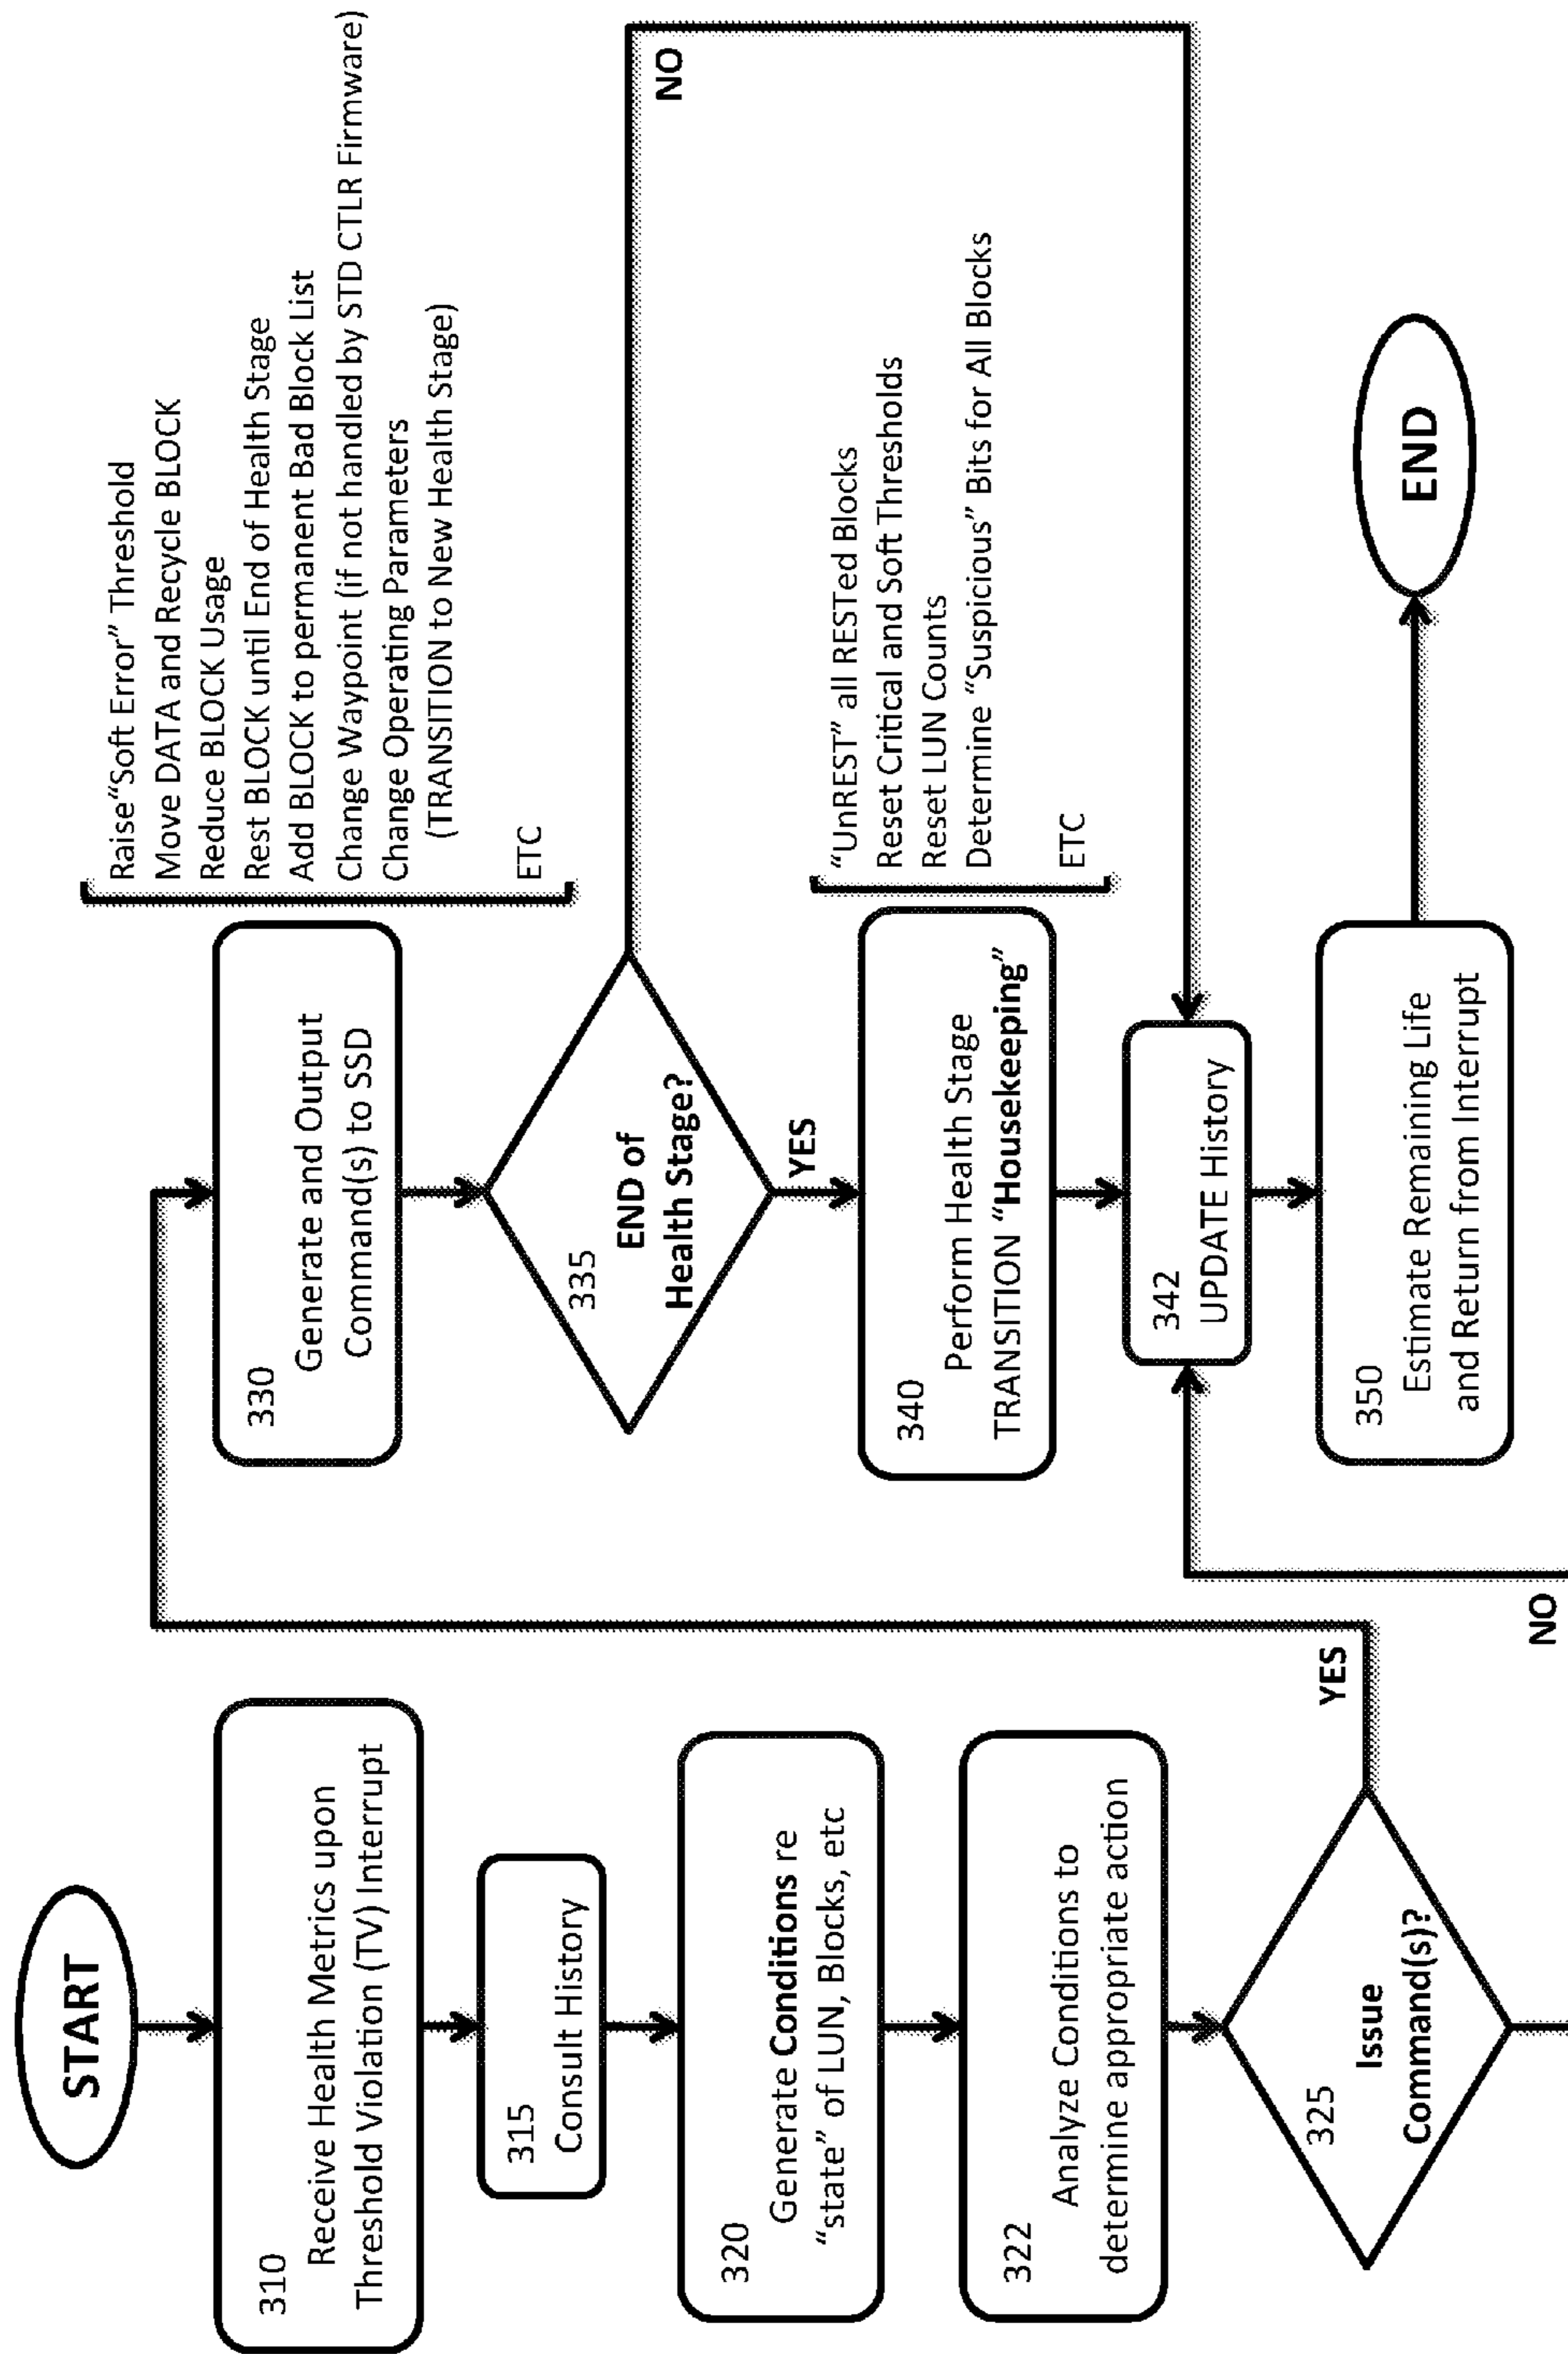 START
310
Receive Health Metrics upon
Threshold Violation (TV) Interrupt
315
Consult History
320
Generate Conditions re
“state” of LUN, Blocks, etc
322
Analyze Conditions to
determine appropriate action
325
Issue
Command(s)?
YES
NO
330
Generate and Output
Command(s) to SSD
Raise“Soft Error” Threshold
Move DATA and Recycle BLOCK
Reduce BLOCK Usage
Rest BLOCK until End of Health Stage
Add BLOCK to permanent Bad Block List
Change Waypoint (if not handled by STD CTLR Firmware)
Change Operating Parameters
(TRANSITION to New Health Stage)
ETC
335
END of
Health Stage?
NO
YES
340
Perform Health Stage
TRANSITION “Housekeeping”
“UnREST” all RESTed Blocks
Reset Critical and Soft Thresholds
Reset LUN Counts
Determine “Suspicious” Bits for All Blocks
ETC
342
UPDATE History
350
Estimate Remaining Life
and Return from Interrupt
END